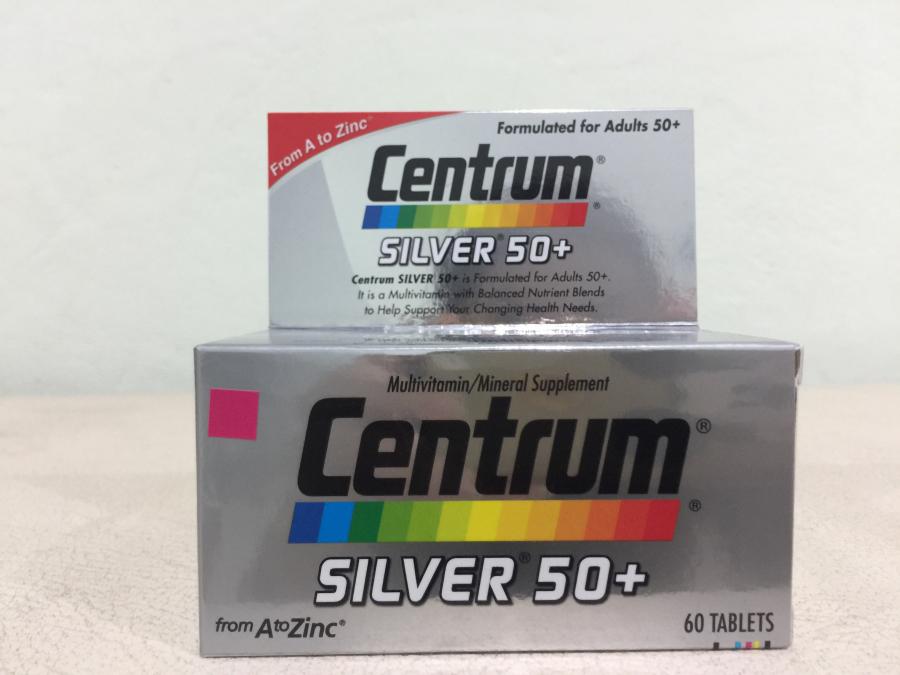 From A to Zinc™
Formulated for Adults 50+
Centrum®
®
SILVER® 50+
Centrum SILVER® 50+ is Formulated for Adults 50+.
It is a Multivitamin with Balanced Nutrient Blends
to Help Support Your Changing Health Needs.
Multivitamin/Mineral Supplement
Centrum®
®
SILVER® 50+
from A to Zinc®
60 TABLETS